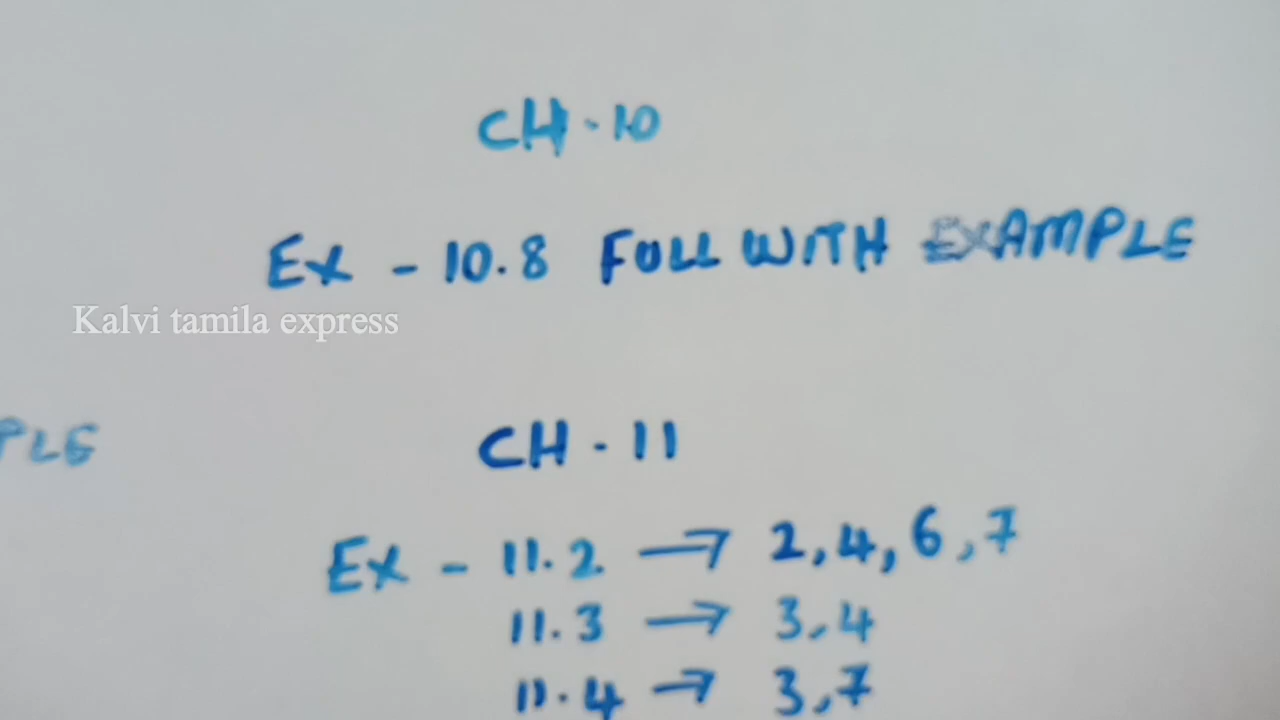 CH - 10
Ex - 10.8 FULL WITH EXAMPLE
Kalvi tamila express
PLE
CH - 11
Ex - 11.2 → 2, 4, 6, 7
11.3 → 3, 4
11.4 → 3, 7